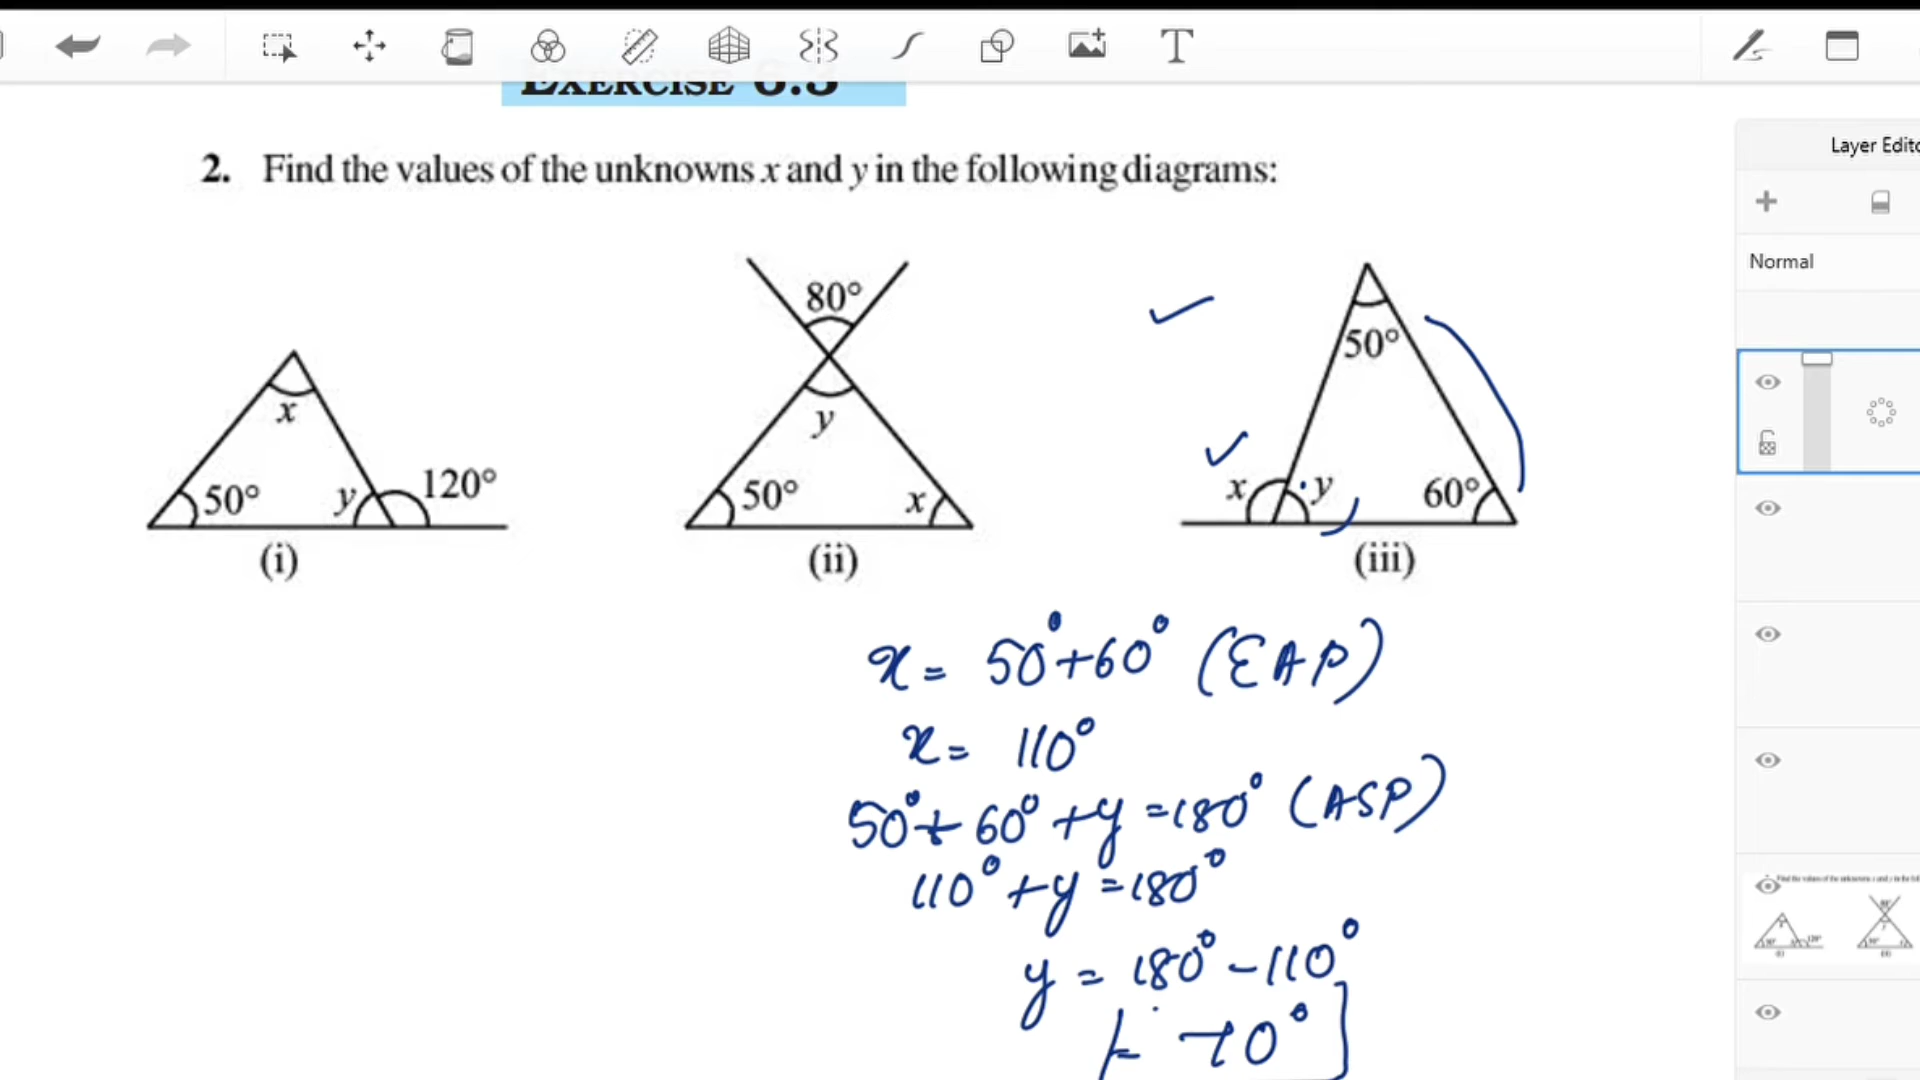 EXERCISE 6.3
Layer Edito
2. Find the values of the unknowns x and y in the following diagrams:
Normal
80°
50°
x
y
50° y 120°
50° x
x y 60°
(i) (ii) (iii)
x = 50° + 60° (EAP)
x = 110°
50° + 60° + y = 180° (ASP)
110° + y = 180°
y = 180° - 110°
= 70°